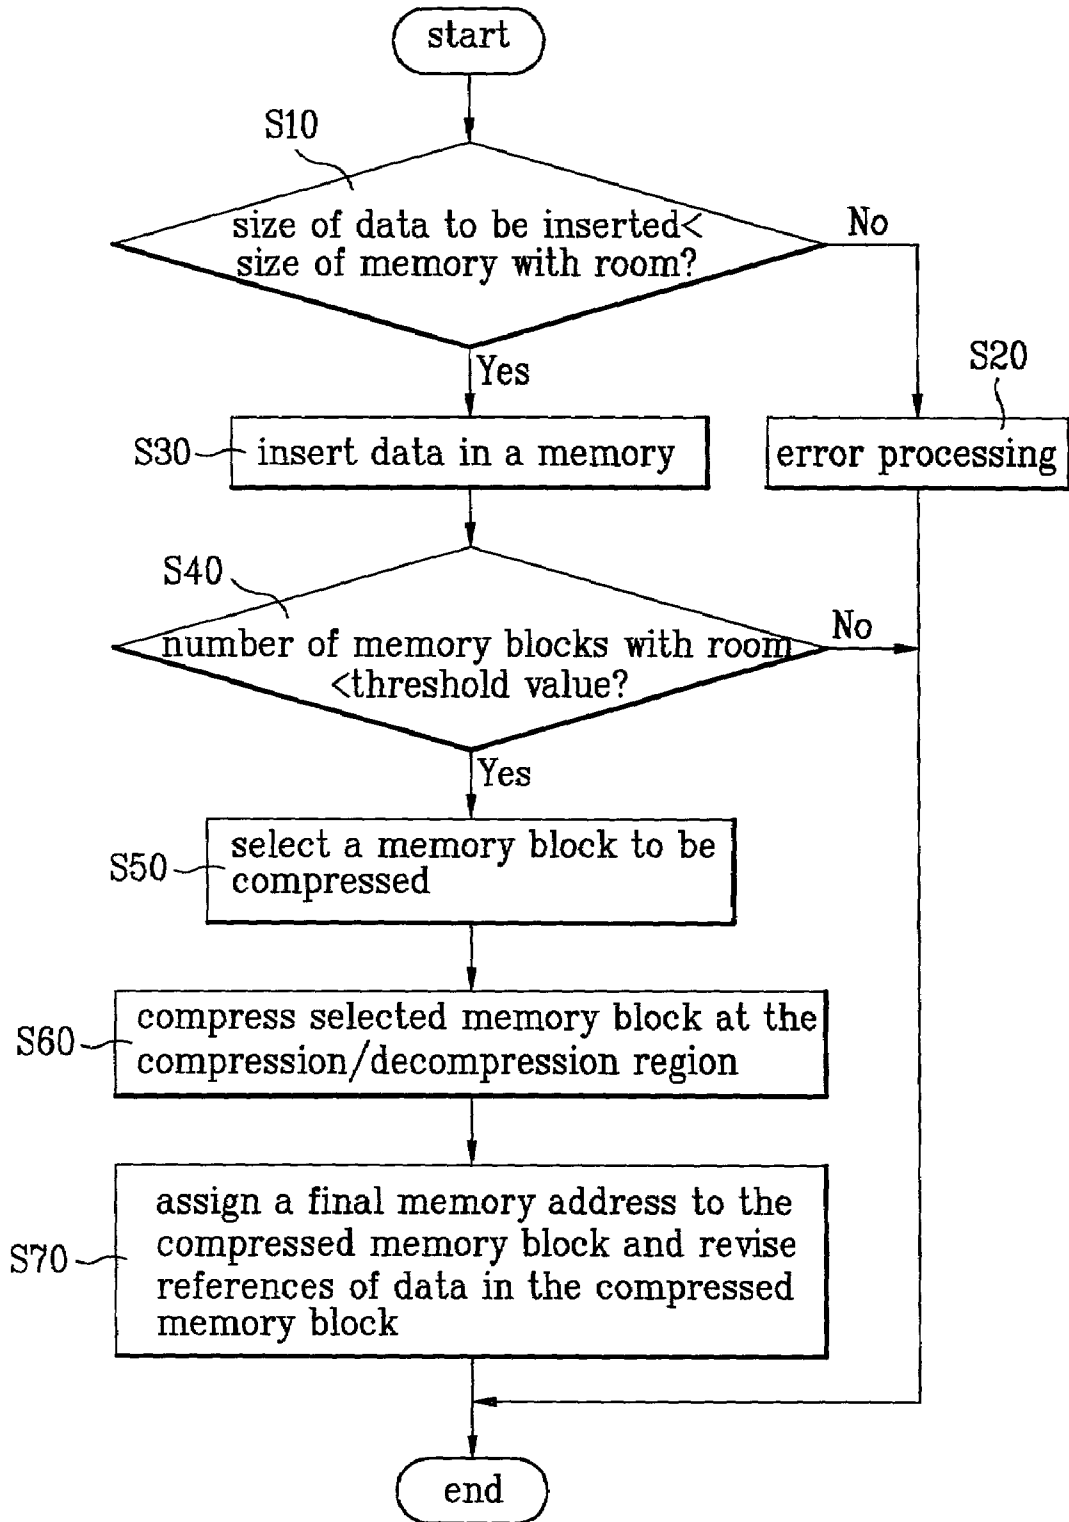 start
S10
size of data to be inserted<
size of memory with room?
No
Yes
S20
S30
insert data in a memory
error processing
S40
number of memory blocks with room
<threshold value?
No
Yes
S50
select a memory block to be
compressed
S60
compress selected memory block at the
compression/decompression region
S70
assign a final memory address to the
compressed memory block and revise
references of data in the compressed
memory block
end